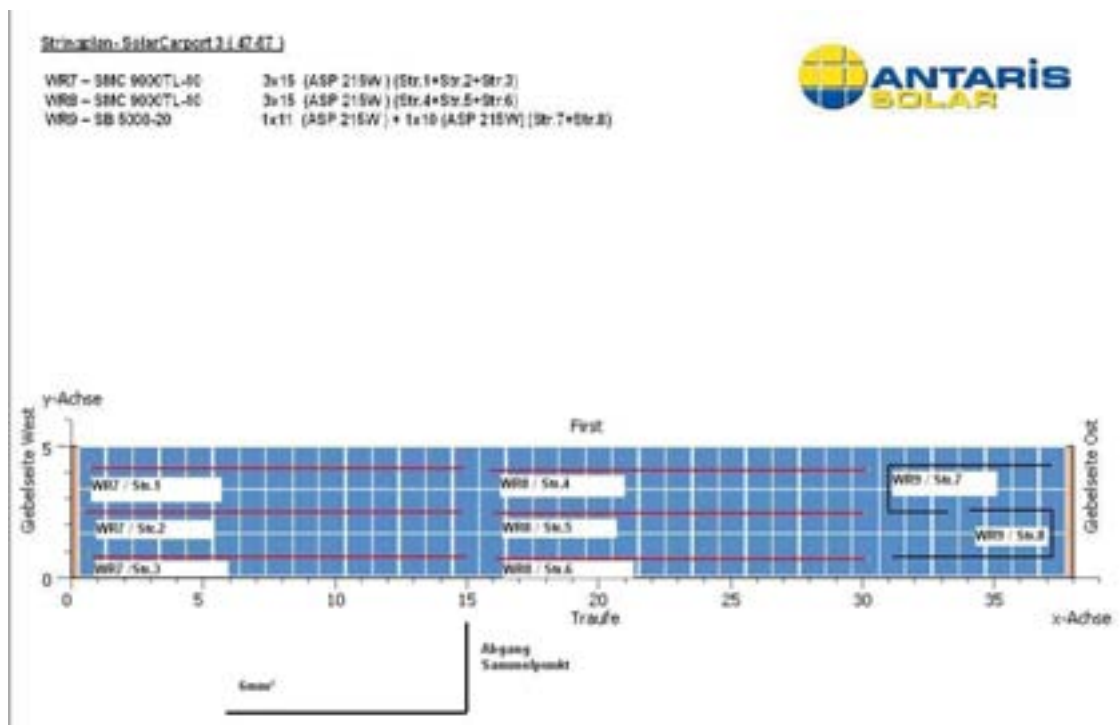 Stringplan - SolarCarport 3 ( 47-67 )
WR7 – SMC 9000TL-10 3x15 (ASP 215W ) (Str.1+Str.2+Str.3)
WR8 – SMC 9000TL-10 3x15 (ASP 215W ) (Str.4+Str.5+Str.6)
WR9 – SB 5000-20 1x11 (ASP 215W ) + 1x10 (ASP 215W) (Str.7+Str.8)
ANTARIS
SOLAR
y-Achse
First
Giebelseite West
Giebelseite Ost
5
0
WR7 / Str.1
WR8 / Str.4
WR9 / Str.7
WR7 / Str.2
WR8 / Str.5
WR9 / Str.8
WR7 / Str.3
WR8 / Str.6
0 5 10 15 20 25 30 35
Traufe
x-Achse
Abgang
Sammelpunkt
6mm²